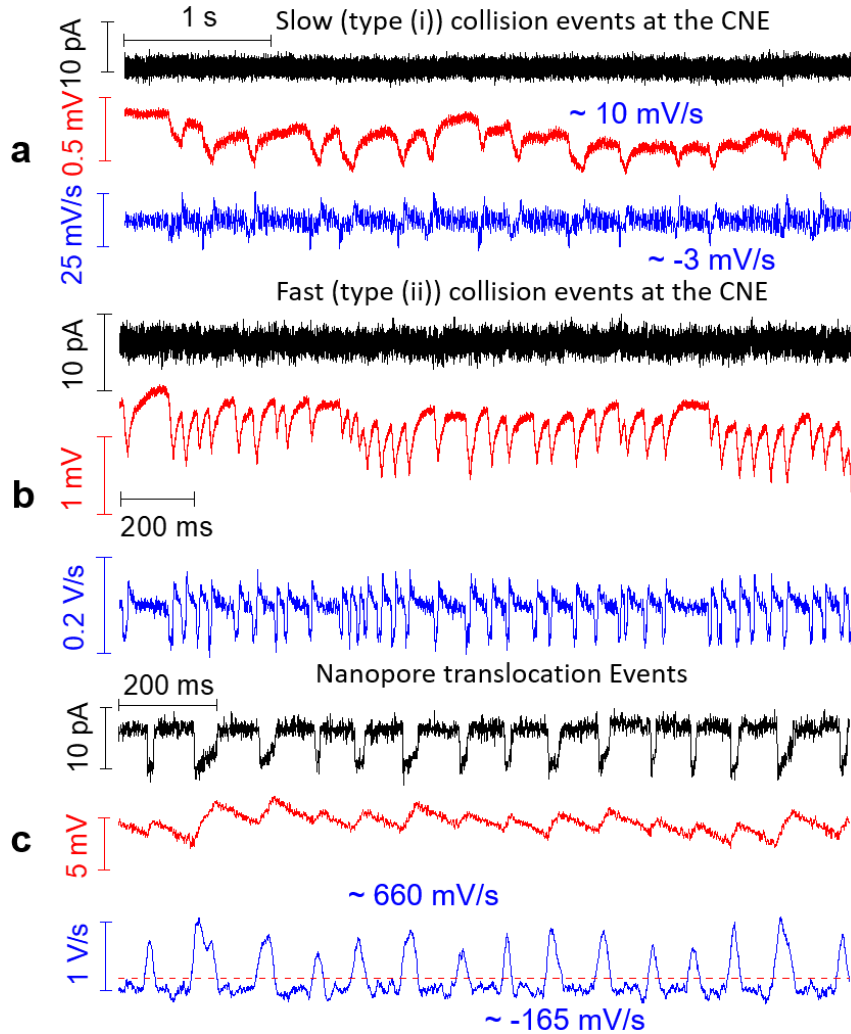 1 s
Slow (type (i)) collision events at the CNE
10 pA
0.5 mV
~ 10 mV/s
a
25 mV/s
~ -3 mV/s
Fast (type (ii)) collision events at the CNE
10 pA
1 mV
b
200 ms
0.2 V/s
200 ms
Nanopore translocation Events
10 pA
5 mV
c
~ 660 mV/s
1 V/s
~ -165 mV/s